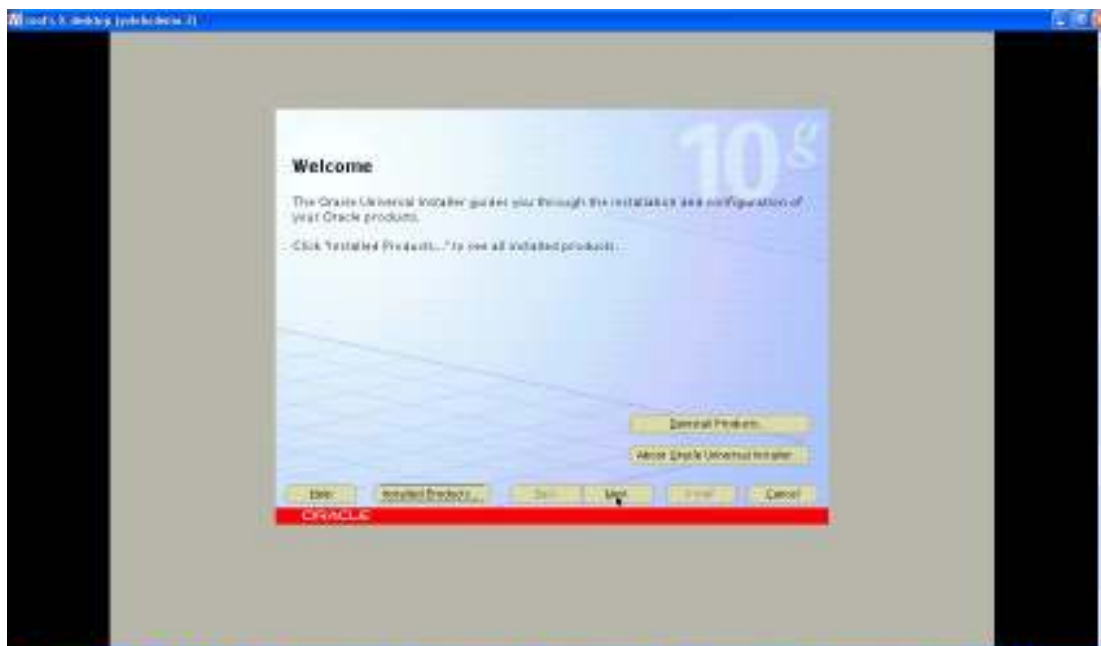 root's X desktop
10g
Welcome
The Oracle Universal Installer guides you through the installation and configuration of
your Oracle products.
Click "Installed Products..." to see all installed products.
Deinstall Products...
About Oracle Universal Installer
Help
Installed Products...
Back
Next
Install
Cancel
ORACLE